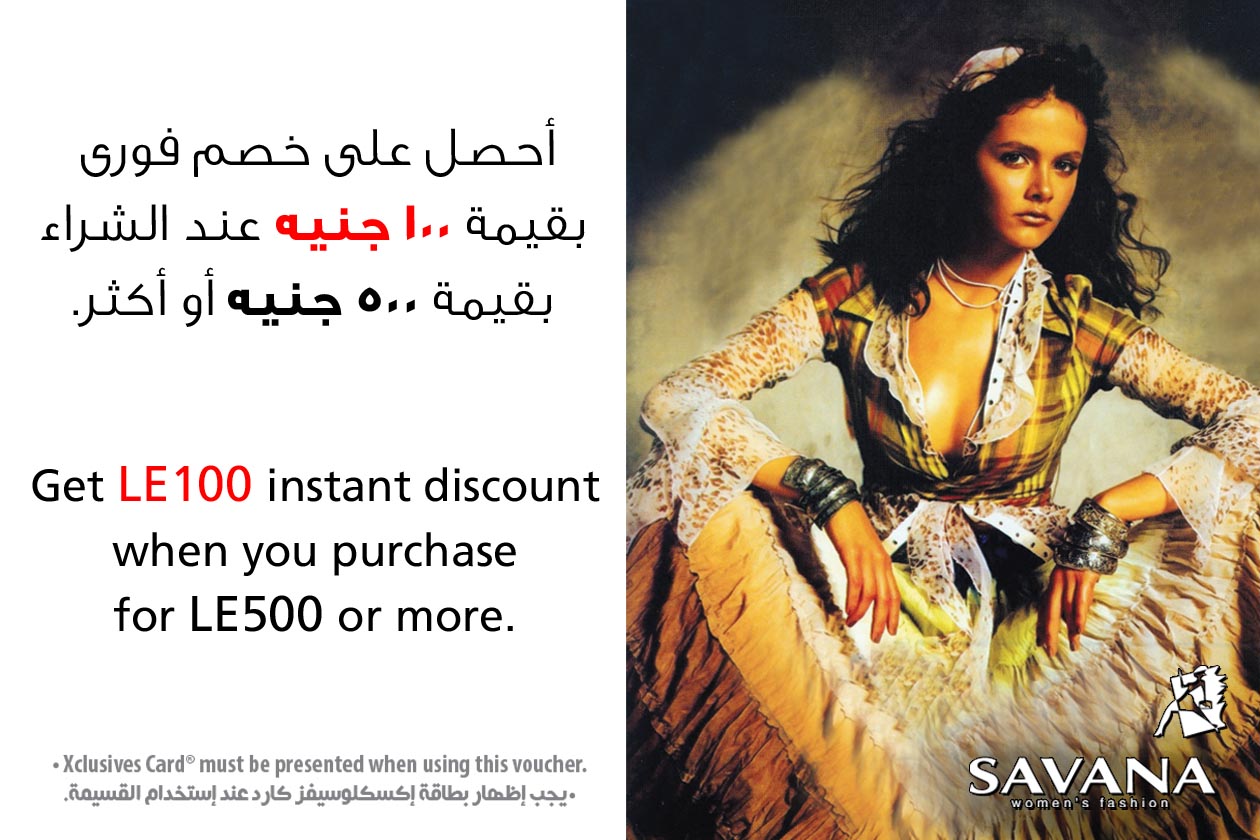 أحصل على خصم فورى
بقيمة ١٠٠ جنيه عند الشراء
بقيمة ٥٠٠ جنيه أو أكثر.
Get LE100 instant discount
when you purchase
for LE500 or more.
• Xclusives Card® must be presented when using this voucher.
•يجب إظهار بطاقة إكسكلوسيفز كارد عند إستخدام القسيمة.
SAVANA
women's fashion